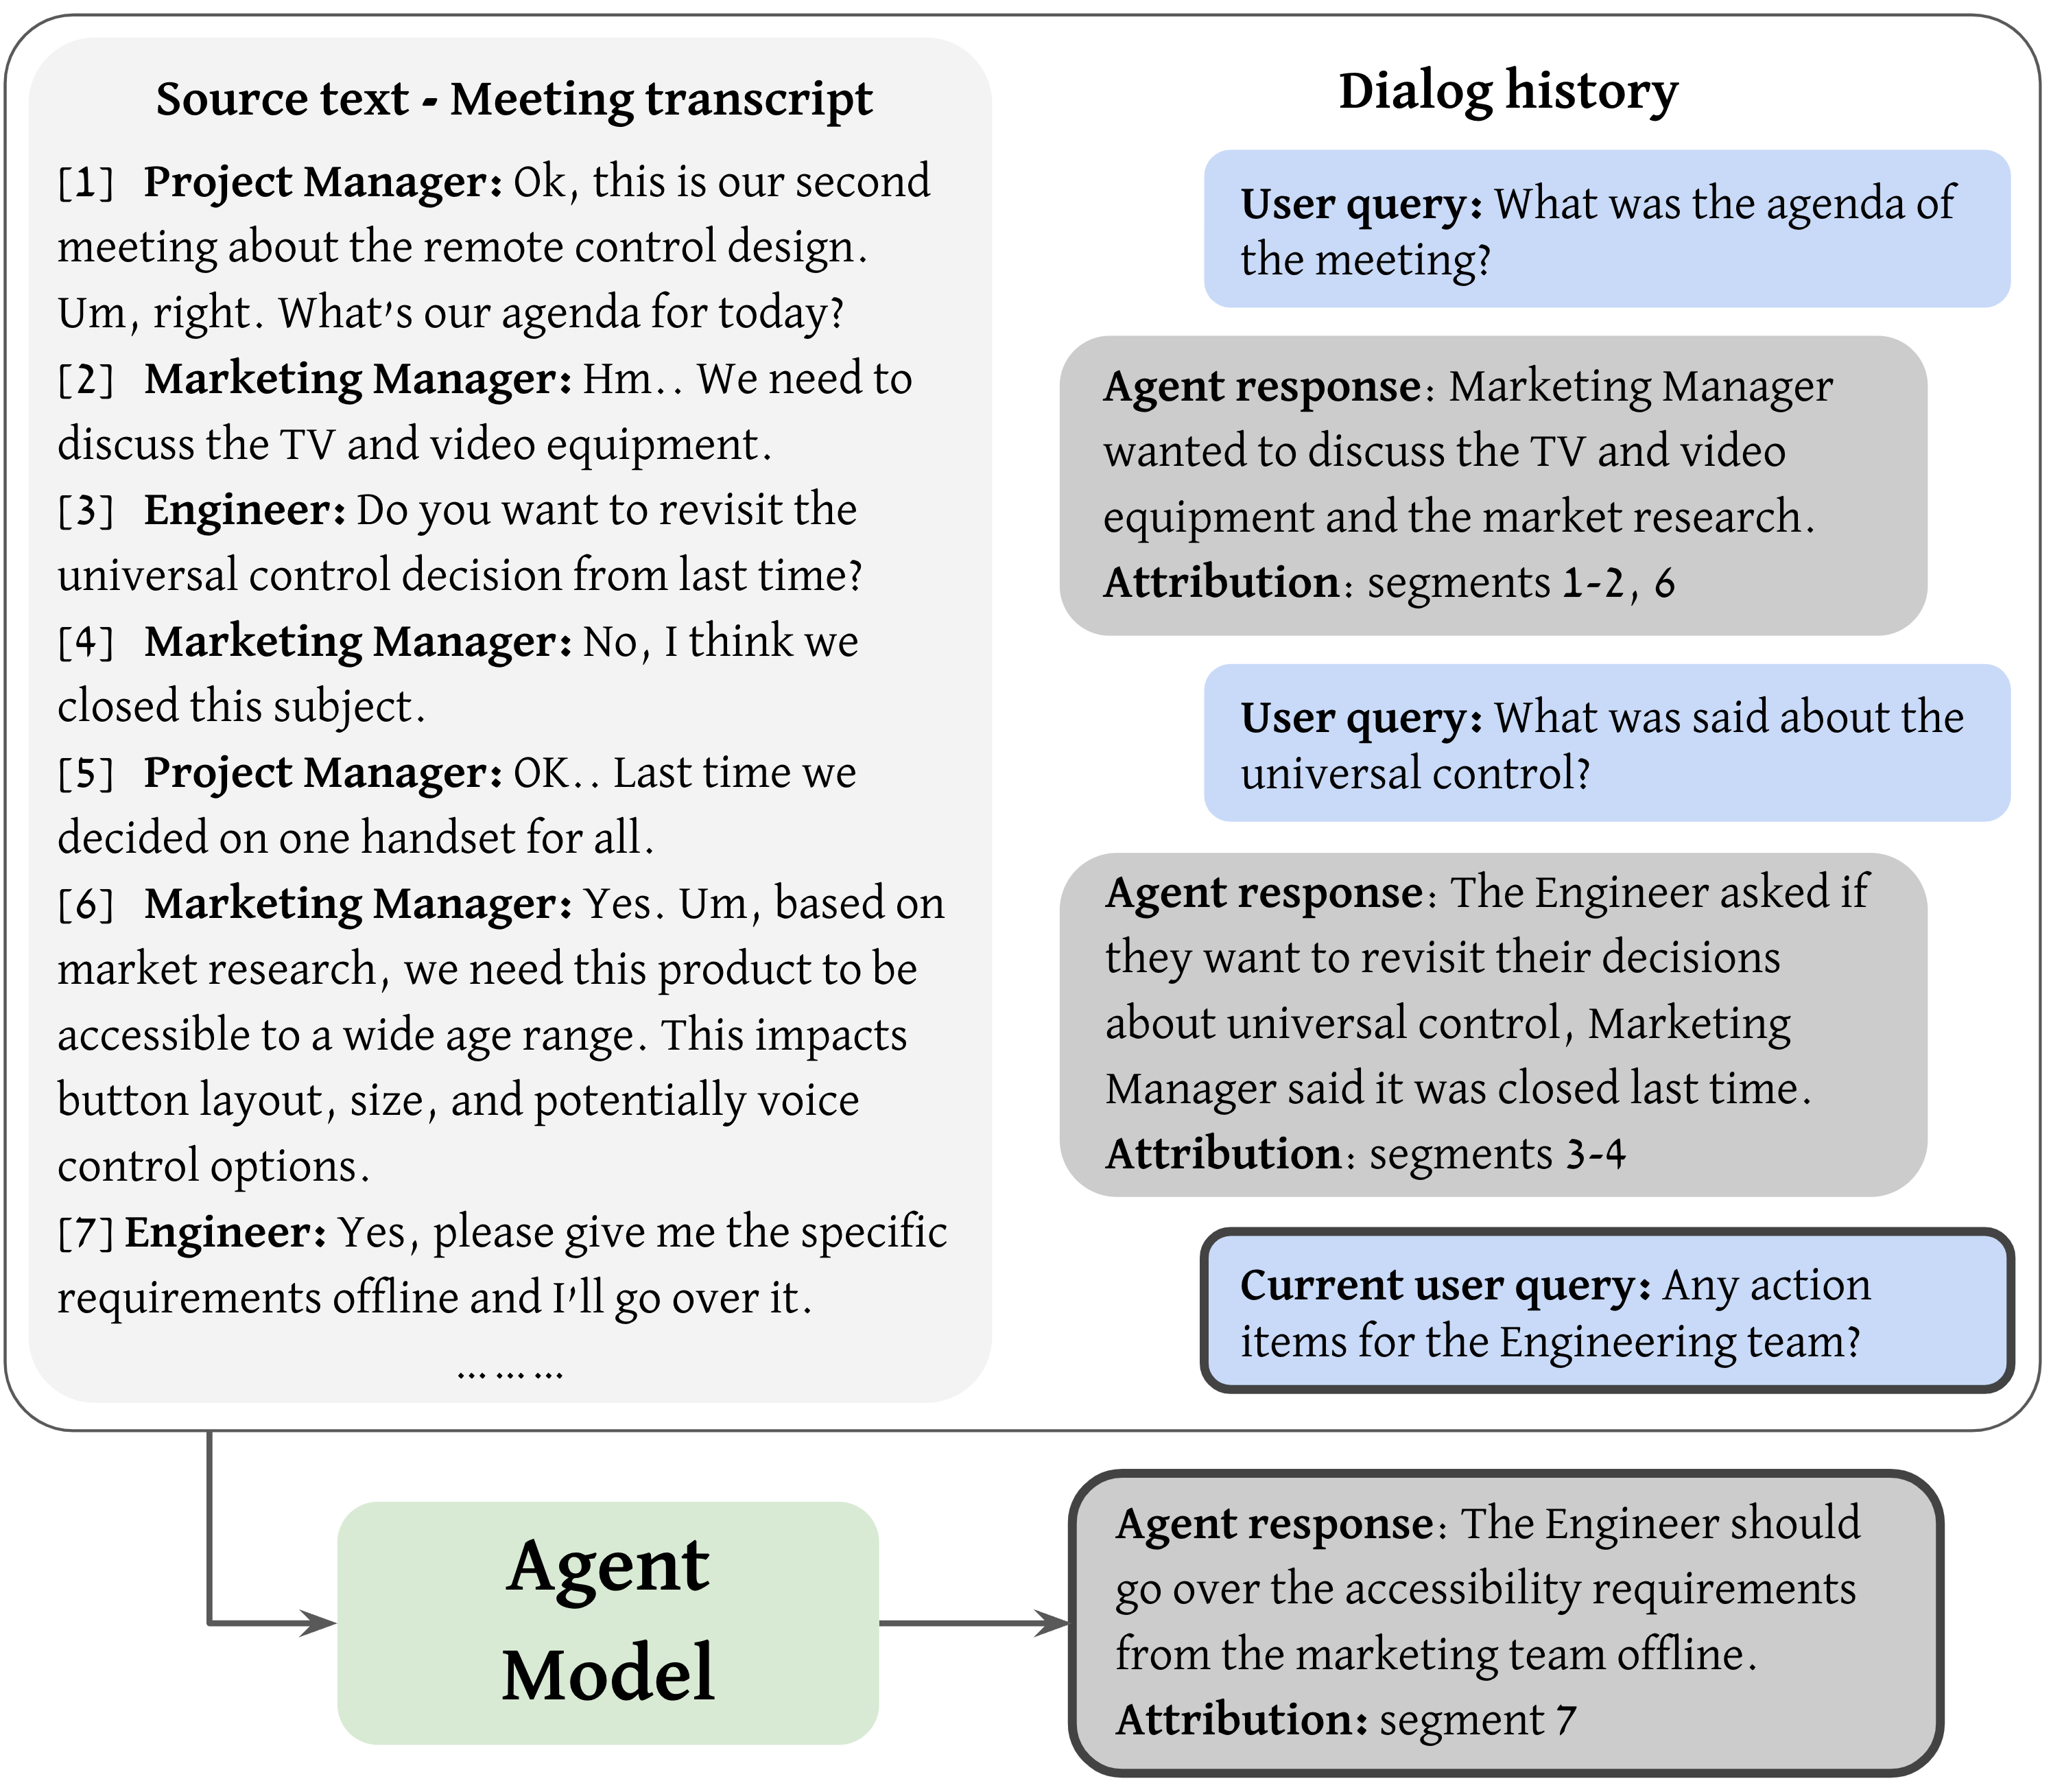 Source text - Meeting transcript
[1] Project Manager: Ok, this is our second
meeting about the remote control design.
Um, right. What's our agenda for today?
[2] Marketing Manager: Hm.. We need to
discuss the TV and video equipment.
[3] Engineer: Do you want to revisit the
universal control decision from last time?
[4] Marketing Manager: No, I think we
closed this subject.
[5] Project Manager: OK.. Last time we
decided on one handset for all.
[6] Marketing Manager: Yes. Um, based on
market research, we need this product to be
accessible to a wide age range. This impacts
button layout, size, and potentially voice
control options.
[7] Engineer: Yes, please give me the specific
requirements offline and I'll go over it.
... ... ...
Dialog history
User query: What was the agenda of
the meeting?
Agent response: Marketing Manager
wanted to discuss the TV and video
equipment and the market research.
Attribution: segments 1-2, 6
User query: What was said about the
universal control?
Agent response: The Engineer asked if
they want to revisit their decisions
about universal control, Marketing
Manager said it was closed last time.
Attribution: segments 3-4
Current user query: Any action
items for the Engineering team?
Agent
Model
Agent response: The Engineer should
go over the accessibility requirements
from the marketing team offline.
Attribution: segment 7